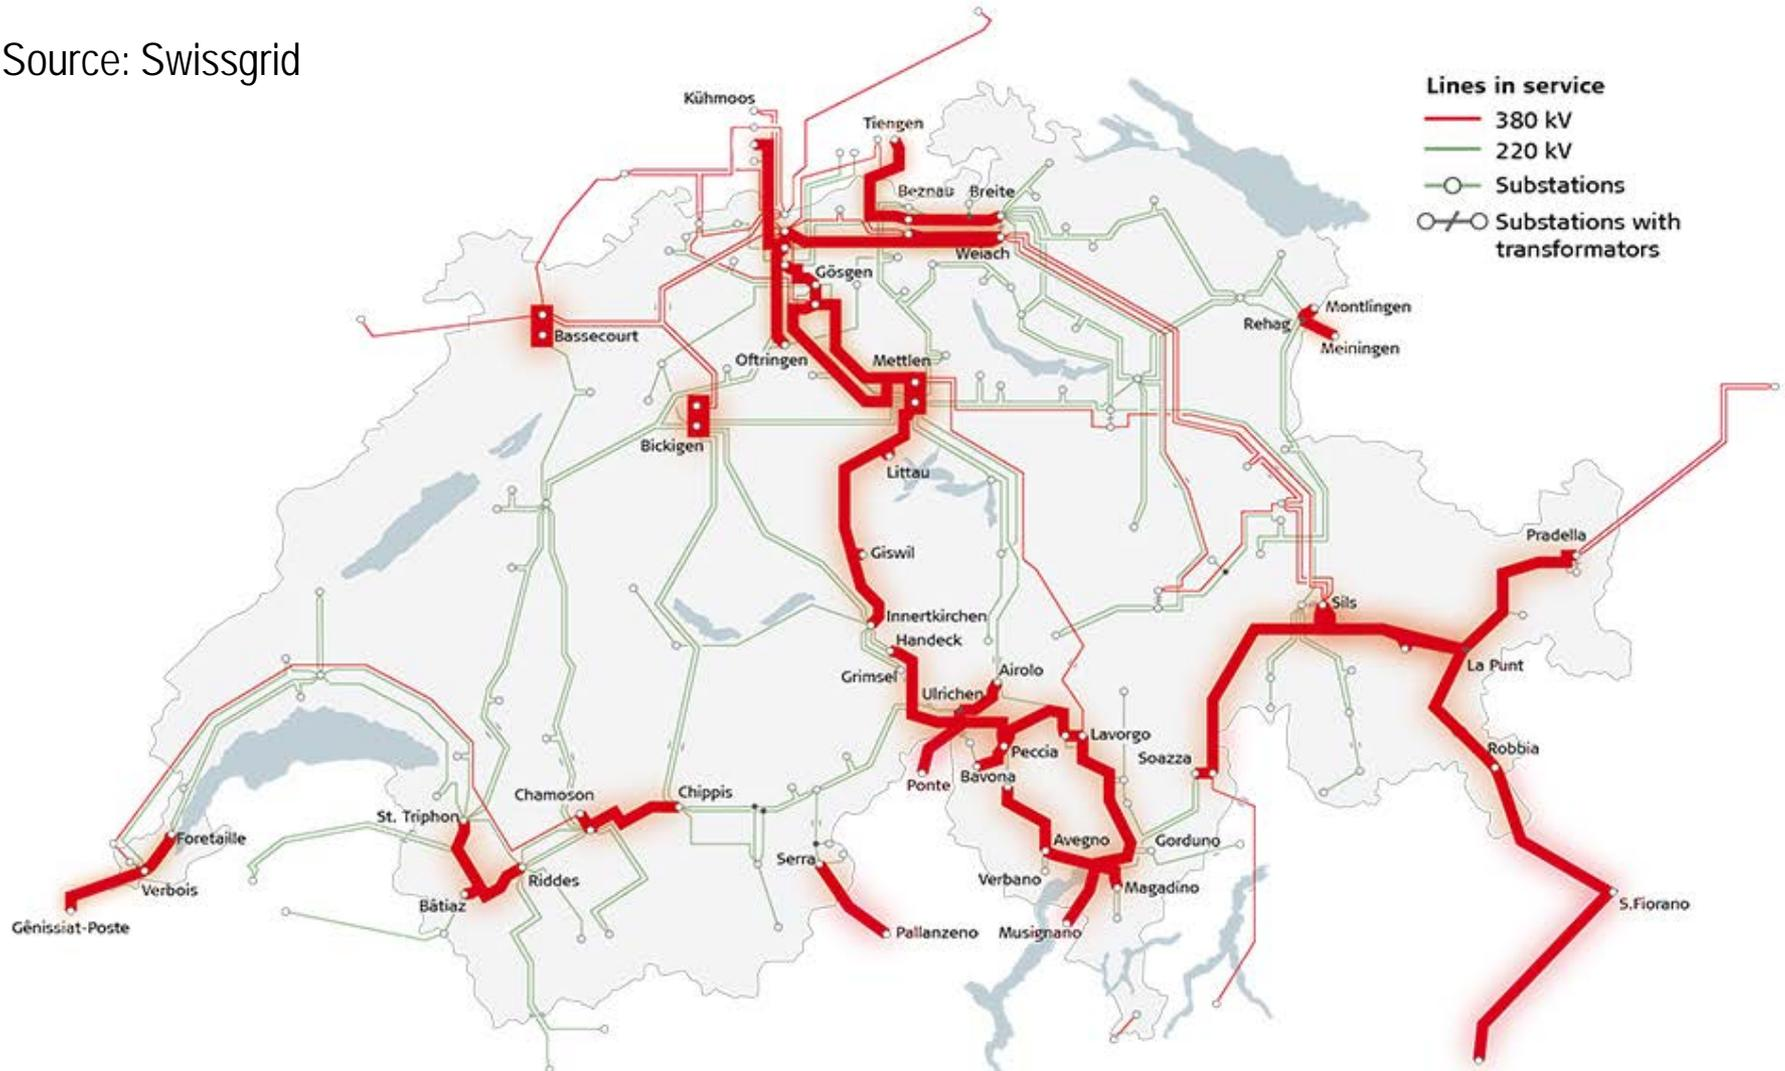 Source: Swissgrid
Lines in service
380 kV
220 kV
Substations
Substations with
transformators
Kühmoos
Tiengen
Beznau
Breite
Weiach
Gösgen
Montlingen
Rehag
Meiningen
Bassecourt
Oftringen
Mettlen
Bickigen
Littau
Pradella
Giswil
Sils
Innertkirchen
Handeck
La Punt
Grimsel
Airolo
Ulrichen
Lavorgo
Peccia
Soazza
Robbia
Bavona
Ponte
Chamoson
Chippis
St. Triphon
Foretaille
Avegno
Gorduno
Serra
Verbano
Riddes
Verbois
Magadino
Bâtiaz
S.Fiorano
Gênissiat-Poste
Pallanzeno
Musignano